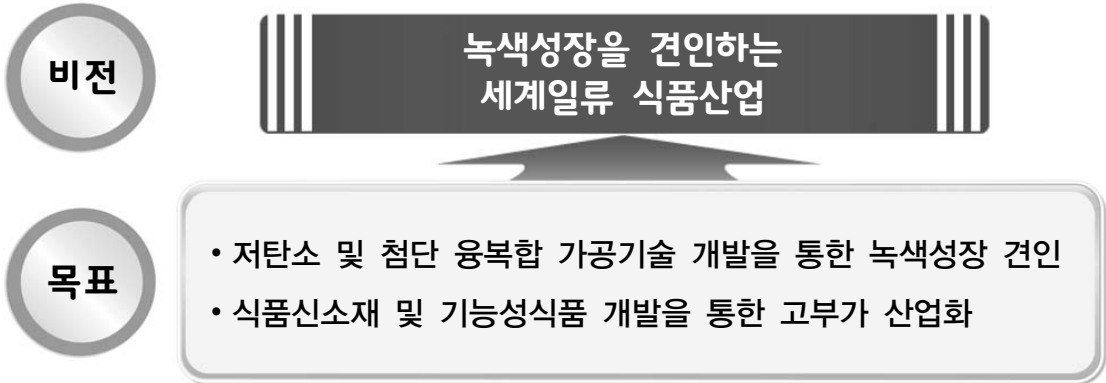 비전
녹색성장을 견인하는
세계일류 식품산업
목표
• 저탄소 및 첨단 융복합 가공기술 개발을 통한 녹색성장 견인
• 식품신소재 및 기능성식품 개발을 통한 고부가 산업화